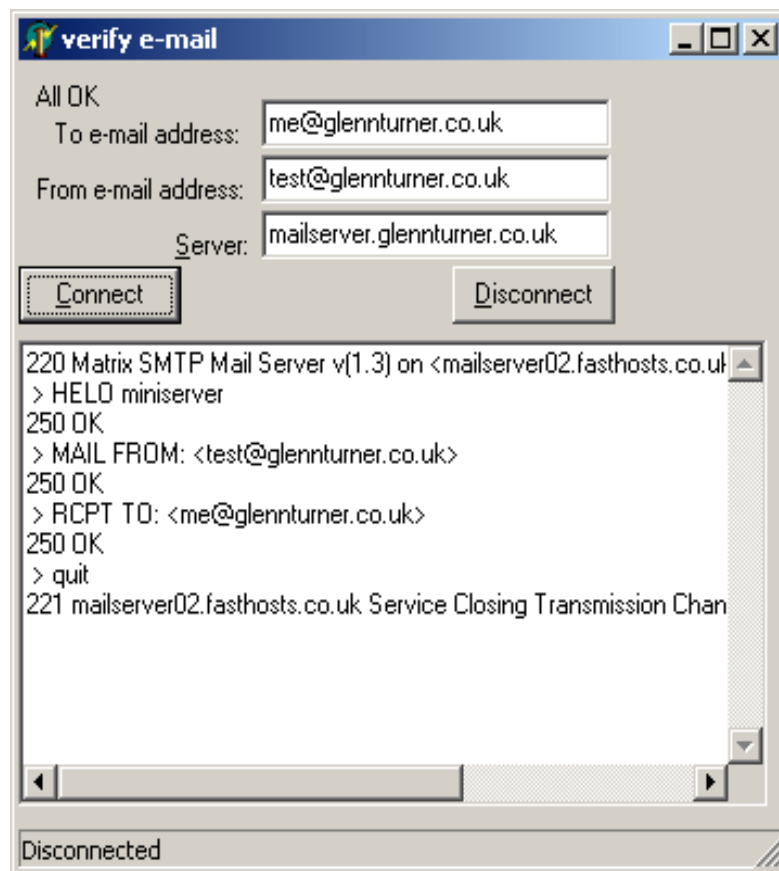 verify e-mail
All OK
To e-mail address: me@glennturner.co.uk
From e-mail address: test@glennturner.co.uk
Server: mailserver.glennturner.co.uk
Connect Disconnect
220 Matrix SMTP Mail Server v(1.3) on <mailserver02.fasthosts.co.uk
> HELO miniserver
250 OK
> MAIL FROM: <test@glennturner.co.uk>
250 OK
> RCPT TO: <me@glennturner.co.uk>
250 OK
> quit
221 mailserver02.fasthosts.co.uk Service Closing Transmission Chan
Disconnected